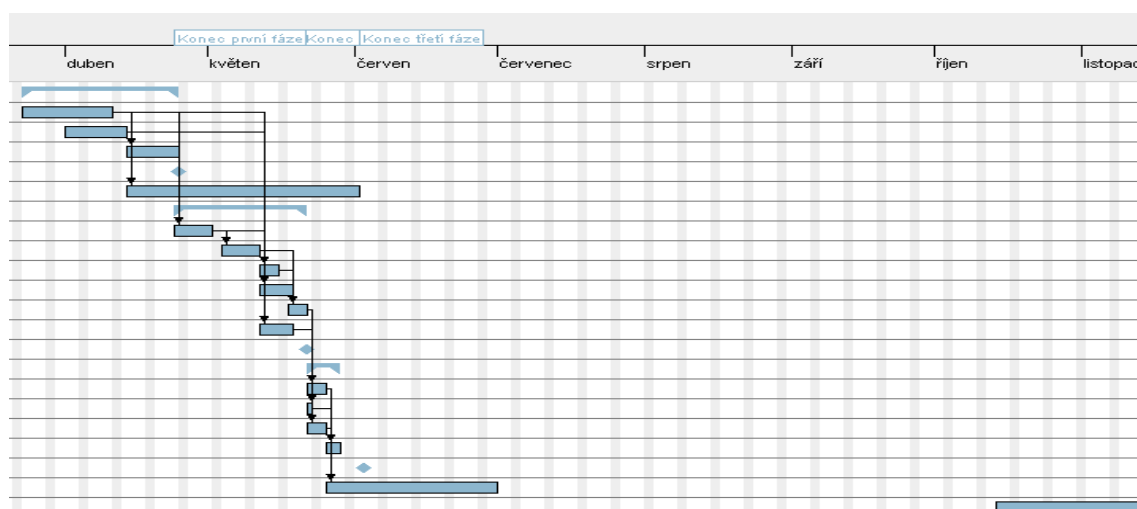 Konec první fáze Konec Konec třetí fáze
duben květen červen červenec srpen září říjen listopad